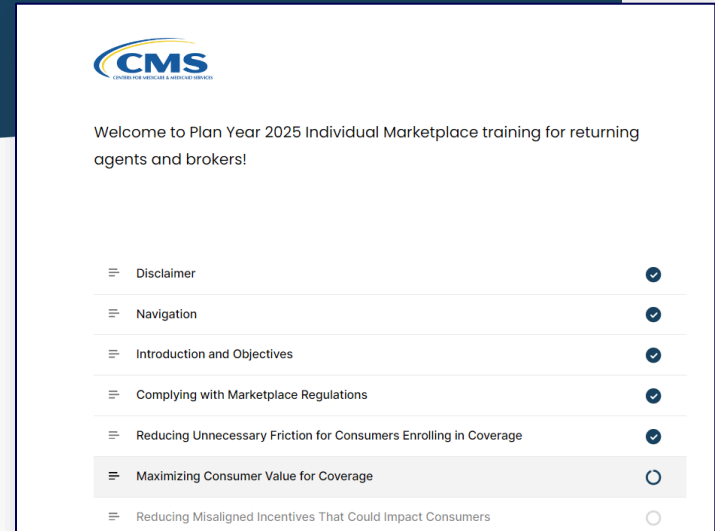 CMS
CENTERS FOR MEDICARE & MEDICAID SERVICES
Welcome to Plan Year 2025 Individual Marketplace training for returning
agents and brokers!
Disclaimer
Navigation
Introduction and Objectives
Complying with Marketplace Regulations
Reducing Unnecessary Friction for Consumers Enrolling in Coverage
Maximizing Consumer Value for Coverage
Reducing Misaligned Incentives That Could Impact Consumers